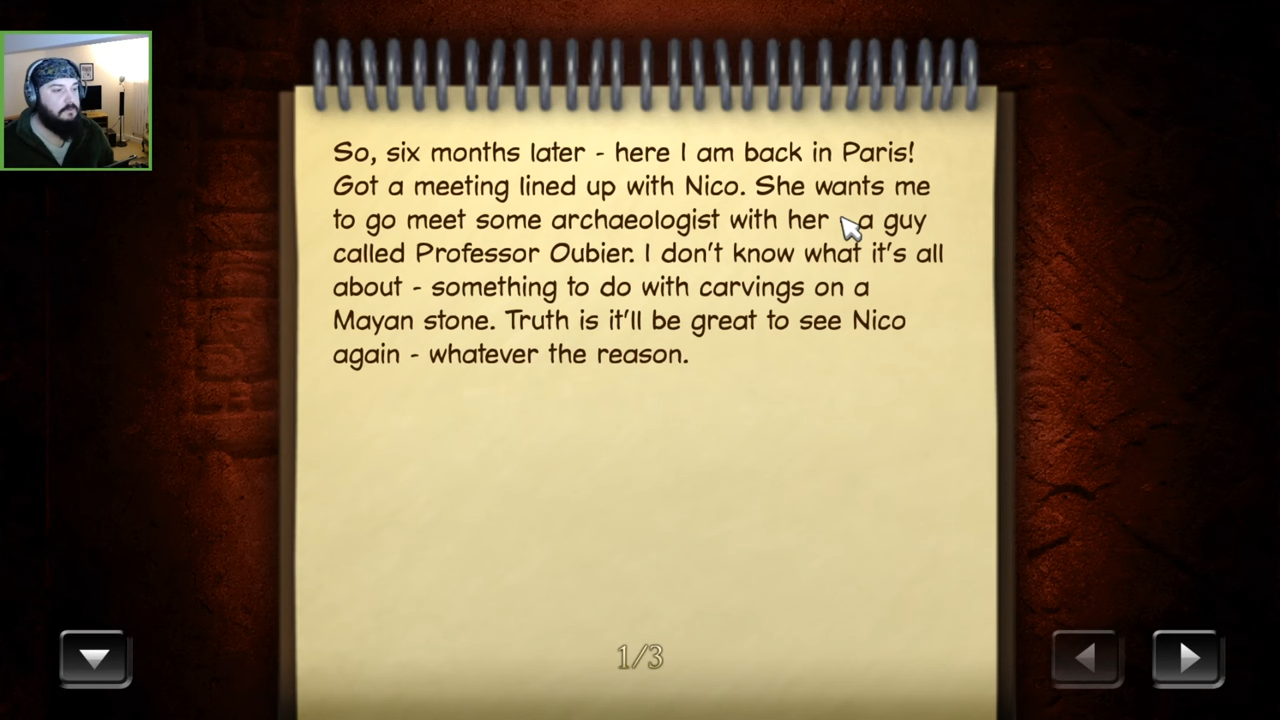 So, six months later - here I am back in Paris!
Got a meeting lined up with Nico. She wants me
to go meet some archaeologist with her a guy
called Professor Oubier. I don't know what it's all
about - something to do with carvings on a
Mayan stone. Truth is it'll be great to see Nico
again - whatever the reason.
1/3